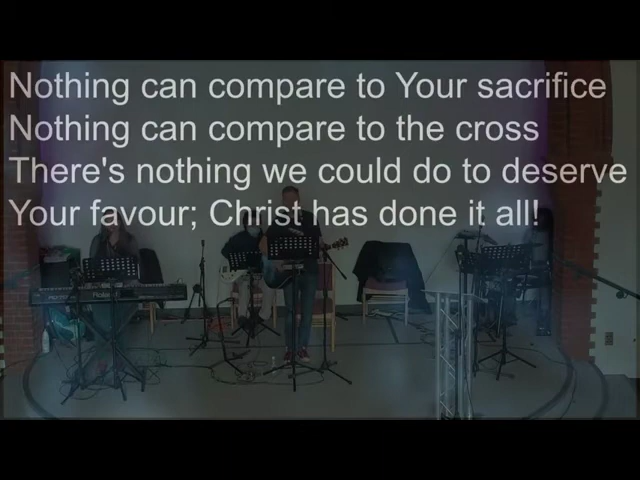 Nothing can compare to Your sacrifice
Nothing can compare to the cross
There's nothing we could do to deserve
Your favour; Christ has done it all!
Roland